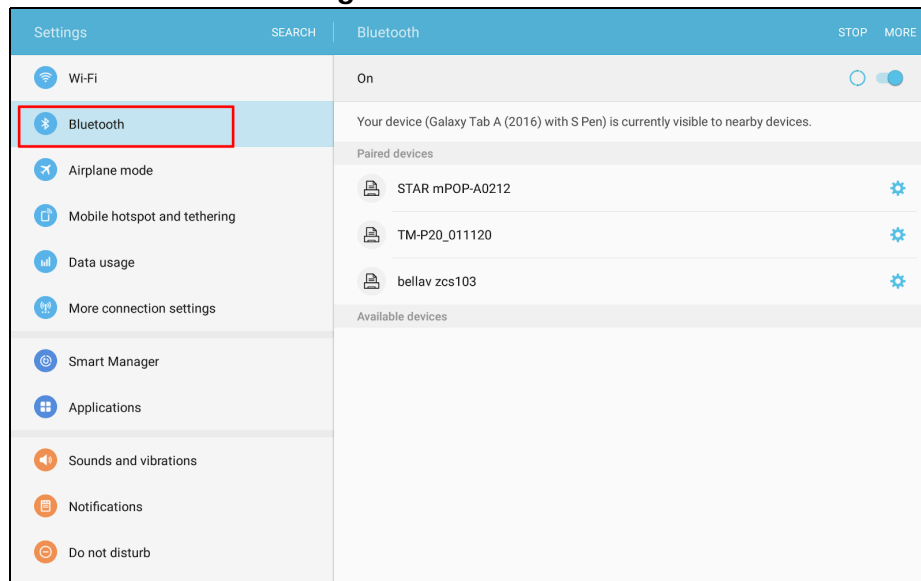 Settings
SEARCH
Wi-Fi
Bluetooth
Airplane mode
Mobile hotspot and tethering
Data usage
More connection settings
Smart Manager
Applications
Sounds and vibrations
Notifications
Do not disturb
Bluetooth
STOP
MORE
On
Your device (Galaxy Tab A (2016) with S Pen) is currently visible to nearby devices.
Paired devices
STAR mPOP-A0212
TM-P20_011120
bellav zcs103
Available devices